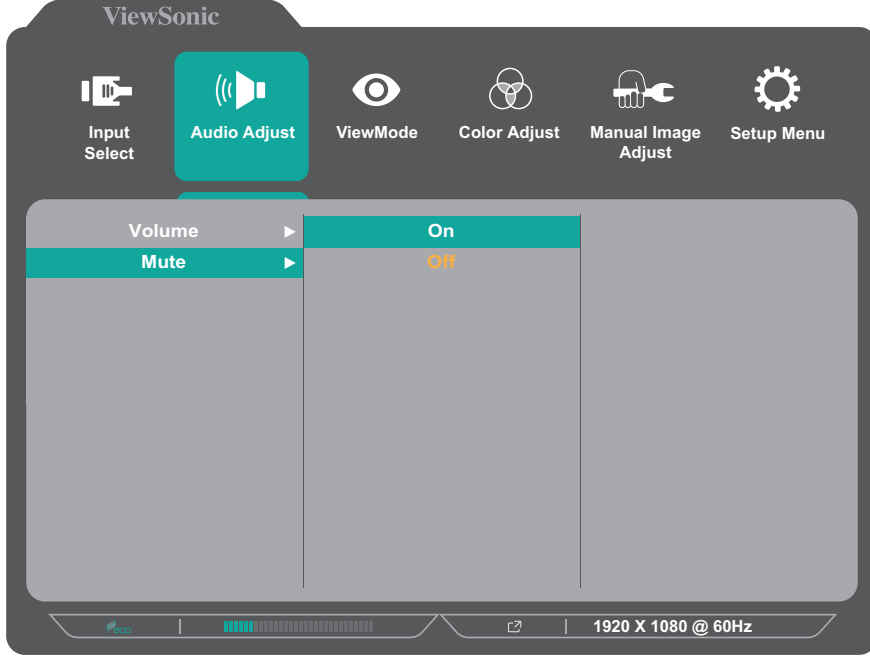 ViewSonic
Input
Select
Audio Adjust
ViewMode
Color Adjust
Manual Image
Adjust
Setup Menu
Volume
On
Mute
Off
eco
1920 X 1080 @ 60Hz